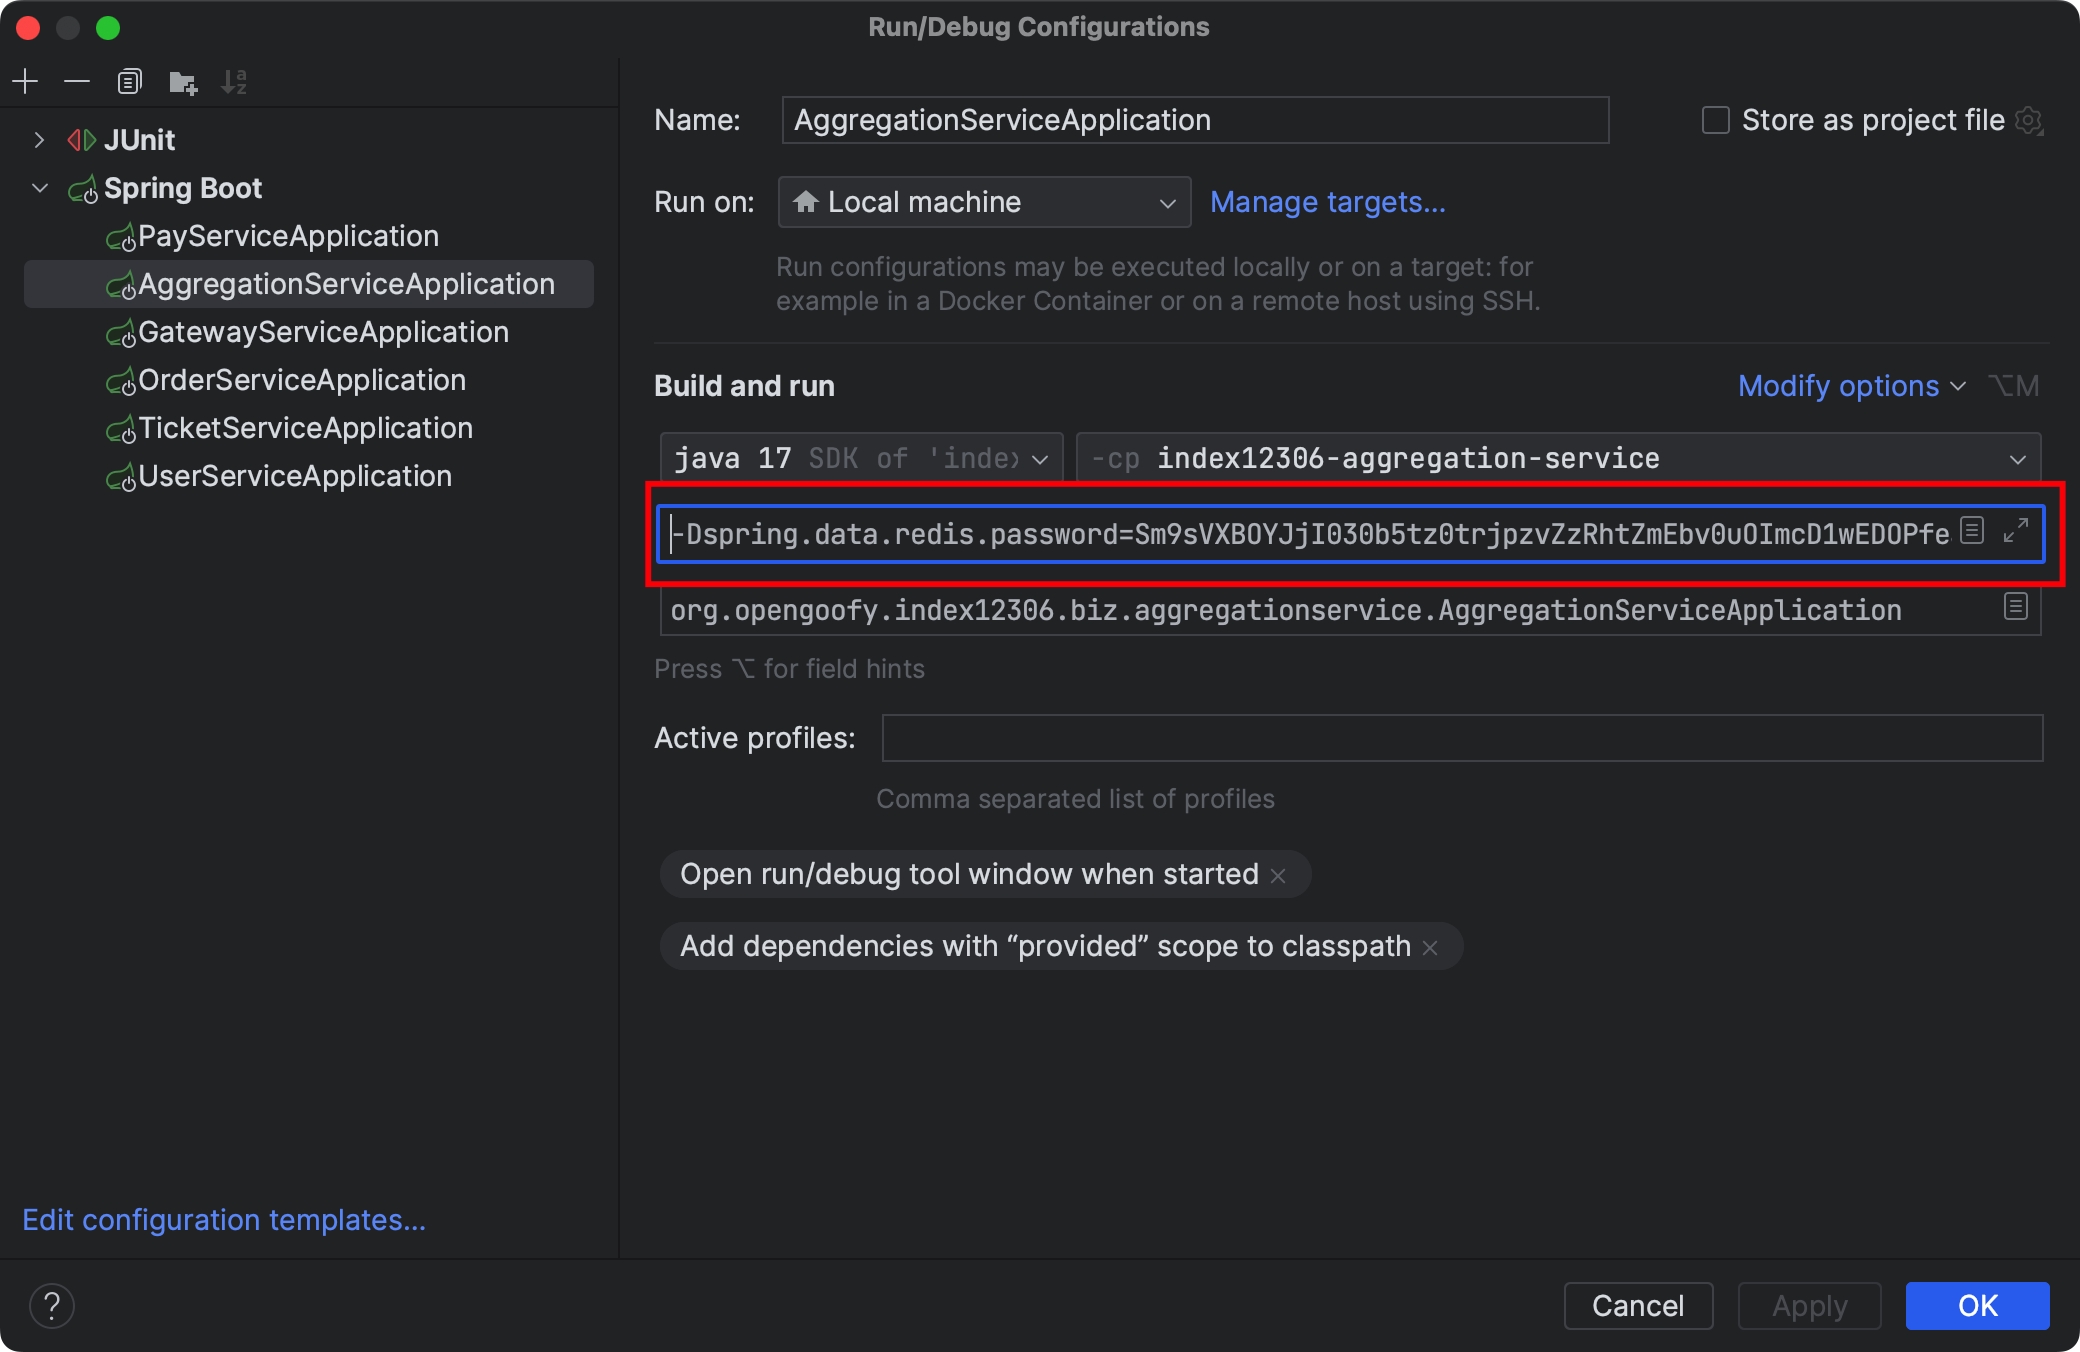 Run/Debug Configurations
JUnit
Spring Boot
PayServiceApplication
AggregationServiceApplication
GatewayServiceApplication
OrderServiceApplication
TicketServiceApplication
UserServiceApplication
Edit configuration templates...
Name: AggregationServiceApplication Store as project file
Run on: Local machine Manage targets...
Run configurations may be executed locally or on a target: for
example in a Docker Container or on a remote host using SSH.
Build and run Modify options ⌥M
java 17 SDK of 'index -cp index12306-aggregation-service
-Dspring.data.redis.password=Sm9sVXBOYJjI030b5tz0trjpzvZzRhtZmEbv0uOImcD1wEDOPfe
org.opengoofy.index12306.biz.aggregationservice.AggregationServiceApplication
Press ⌥ for field hints
Active profiles:
Comma separated list of profiles
Open run/debug tool window when started
Add dependencies with “provided” scope to classpath
? Cancel Apply OK